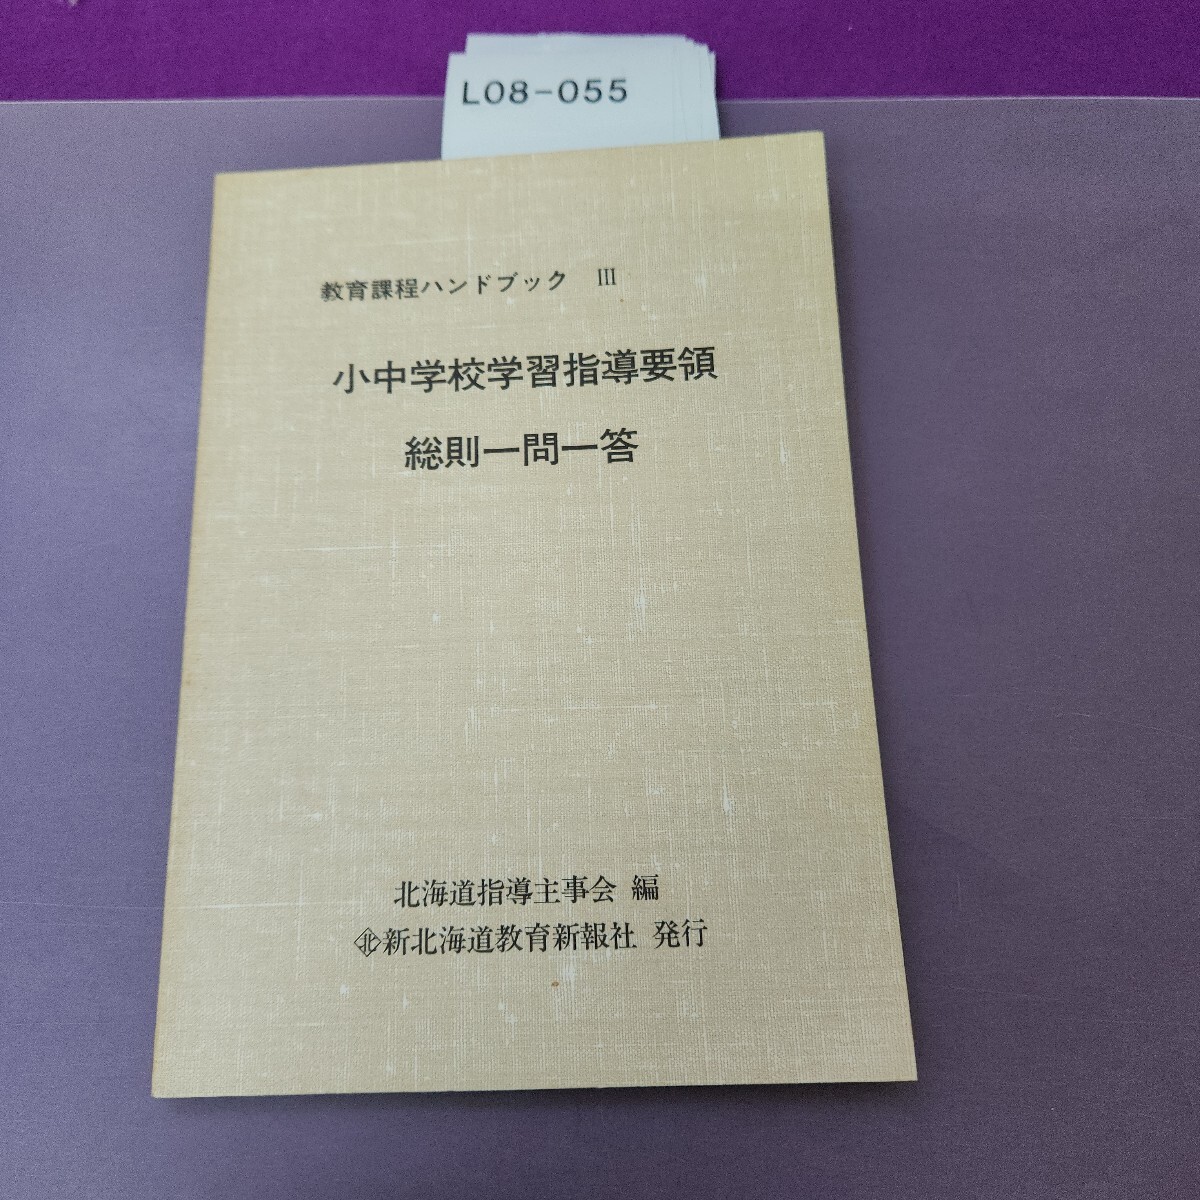 L08-055
教育課程ハンドブック Ⅲ
小中学校学習指導要領
総則一問一答
北海道指導主事会 編
北 新北海道教育新報社 発行